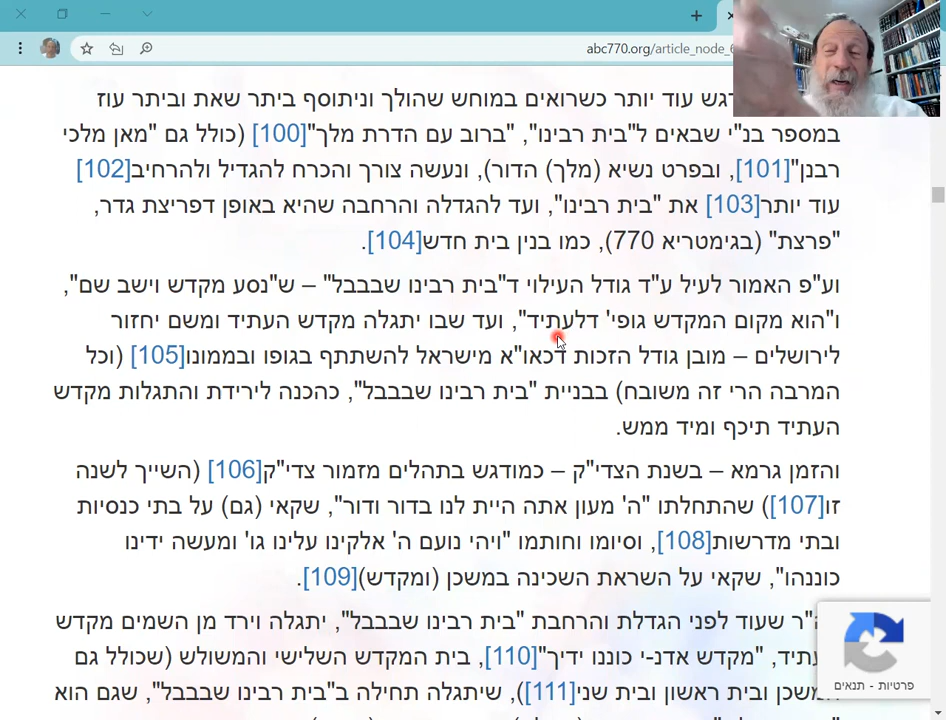 abc770.org/article_node_6
דגש עוד יותר כשרואים במוחש שהולך וניתוסף ביתר שאת וביתר עוז
במספר בנ"י שבאים ל"בית רבינו", "ברוב עם הדרת מלך"[100] (כולל גם "מאן מלכי
רבנן"[101], ובפרט נשיא (מלך) הדור), ונעשה צורך והכרח להגדיל ולהרחיב[102]
עוד יותר[103] את "בית רבינו", ועד להגדלה והרחבה שהיא באופן דפריצת גדר,
"פרצת" (בגימטריא 770), כמו בנין בית חדש[104].
וע"פ האמור לעיל ע"ד גודל העילוי ד"בית רבינו שבבבל" – ש"נסע מקדש וישב שם",
ו"הוא מקום המקדש גופי' דלעתיד", ועד שבו יתגלה מקדש העתיד ומשם יחזור
לירושלים – מובן גודל הזכות דכאו"א מישראל להשתתף בגופו ובממונו[105] (וכל
המרבה הרי זה משובח) בבניית "בית רבינו שבבבל", כהכנה לירידת והתגלות מקדש
העתיד תיכף ומיד ממש.
והזמן גרמא – בשנת הצדי"ק – כמודגש בתהלים מזמור צדי"ק[106] (השייך לשנה
זו[107]) שהתחלתו "ה' מעון אתה היית לנו בדור ודור", שקאי (גם) על בתי כנסיות
ובתי מדרשות[108], וסיומו וחותמו "ויהי נועם ה' אלקינו עלינו גו' ומעשה ידינו
כוננהו", שקאי על השראת השכינה במשכן (ומקדש)[109].
ה"ר שעוד לפני הגדלת והרחבת "בית רבינו שבבבל", יתגלה וירד מן השמים מקדש
עתיד, "מקדש אדנ-י כוננו ידיך"[110], בית המקדש השלישי והמשולש (שכולל גם
המשכן ובית ראשון ובית שני[111]), שיתגלה תחילה ב"בית רבינו שבבבל", שגם הוא
פרטיות - תנאים